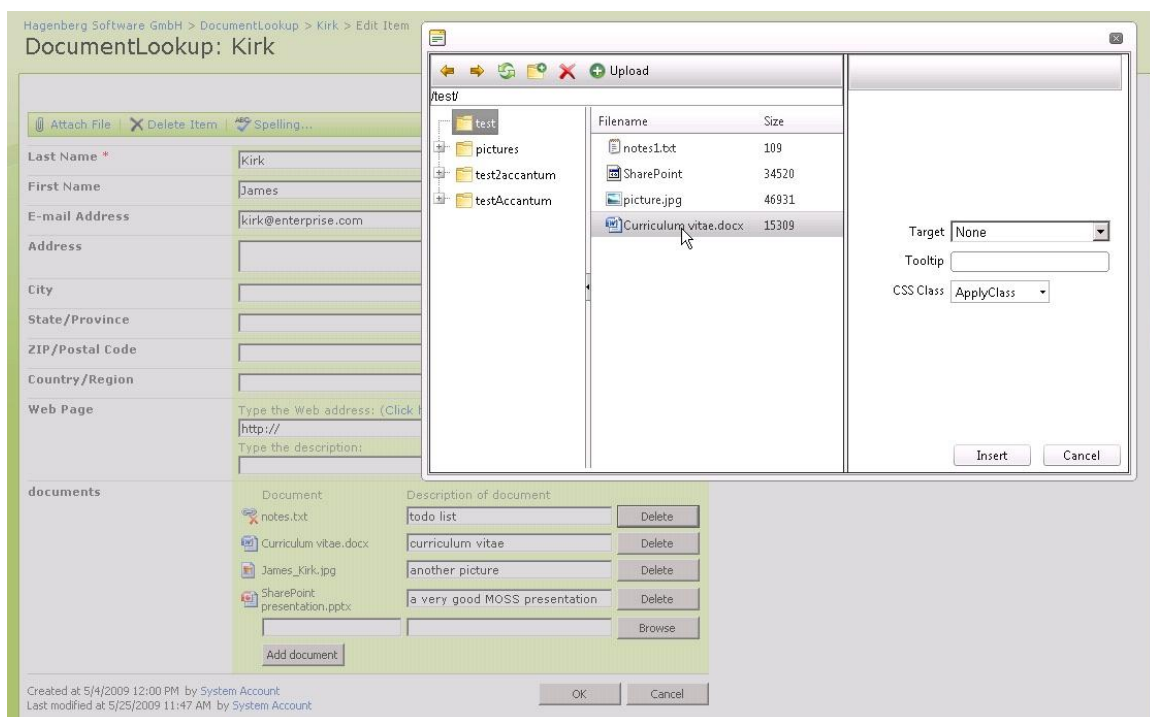 Hagenberg Software GmbH > DocumentLookup > Kirk > Edit Item
DocumentLookup: Kirk
Attach File | Delete Item | Spelling...
Last Name * Kirk
First Name James
E-mail Address kirk@enterprise.com
Address
City
State/Province
ZIP/Postal Code
Country/Region
Web Page Type the Web address: (Click
http://
Type the description:
documents
Document Description of document
notes.txt todo list Delete
Curriculum vitae.docx curriculum vitae Delete
James_Kirk.jpg another picture Delete
SharePoint
presentation.pptx a very good MOSS presentation Delete
Browse
Add document
Created at 5/4/2009 12:00 PM by System Account
Last modified at 5/25/2009 11:47 AM by System Account
OK Cancel
Upload
/test/
test
pictures
test2accantum
testAccantum
Filename Size
notes1.txt 109
SharePoint 34520
picture.jpg 46931
Curriculum vitae.docx 15309
Target None
Tooltip
CSS Class ApplyClass
Insert Cancel